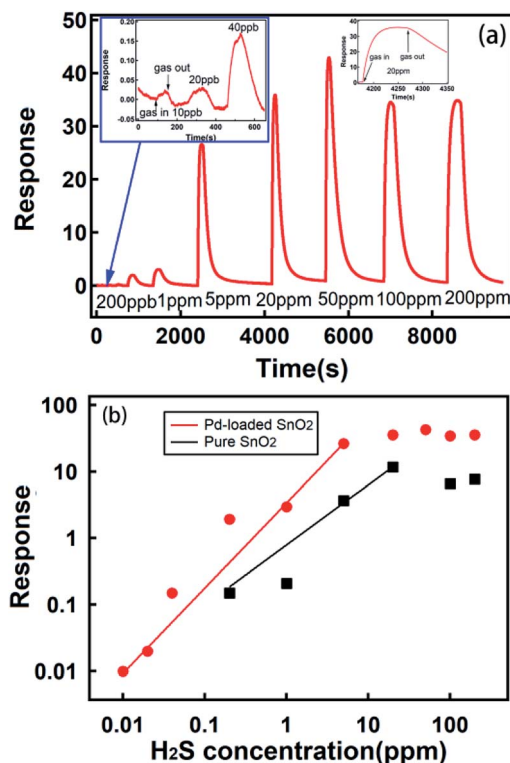 (a)
Response
50
40
30
20
10
0
0.20
0.15
0.10
0.05
0.00
-0.05
Response
40ppb
gas out
20ppb
gas in 10ppb
0 200 400 600
Time(s)
40
30
20
10
0
Response
gas in
gas out
20ppm
4200 4250 4300 4350
Time(s)
200ppb 1ppm 5ppm 20ppm 50ppm 100ppm 200ppm
0 2000 4000 6000 8000
Time(s)
(b)
Pd-loaded SnO2
Pure SnO2
Response
100
10
1
0.1
0.01
0.01 0.1 1 10 100
H2S concentration(ppm)